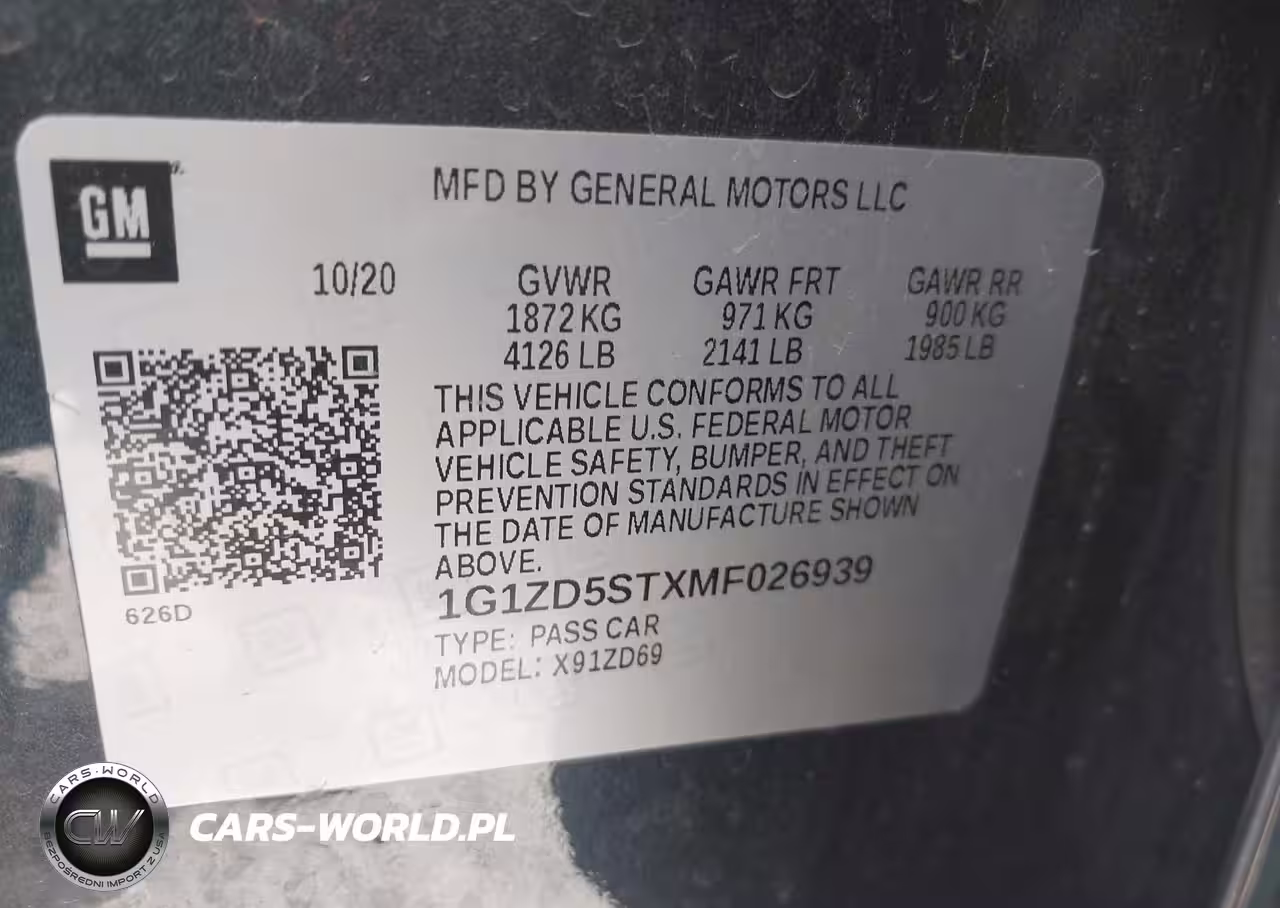 GM
MFD BY GENERAL MOTORS LLC
10/20 GVWR GAWR FRT GAWR RR
1872 KG 971 KG 900 KG
4126 LB 2141 LB 1985 LB
THIS VEHICLE CONFORMS TO ALL
APPLICABLE U.S. FEDERAL MOTOR
VEHICLE SAFETY, BUMPER, AND THEFT
PREVENTION STANDARDS IN EFFECT ON
THE DATE OF MANUFACTURE SHOWN
ABOVE.
1G1ZD5STXMF026939
626D
TYPE: PASS CAR
MODEL: X91ZD69
CARS-WORLD
CW
BEZPOŚREDNI IMPORT Z USA
CARS-WORLD.PL